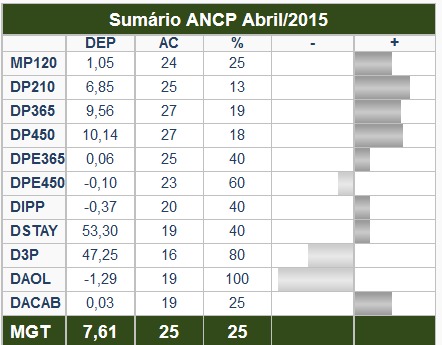 Sumário ANCP Abril/2015
DEP AC % - +
MP120 1,05 24 25
DP210 6,85 25 13
DP365 9,56 27 19
DP450 10,14 27 18
DPE365 0,06 25 40
DPE450 -0,10 23 60
DIPP -0,37 20 40
DSTAY 53,30 19 40
D3P 47,25 16 80
DAOL -1,29 19 100
DACAB 0,03 19 25
MGT 7,61 25 25